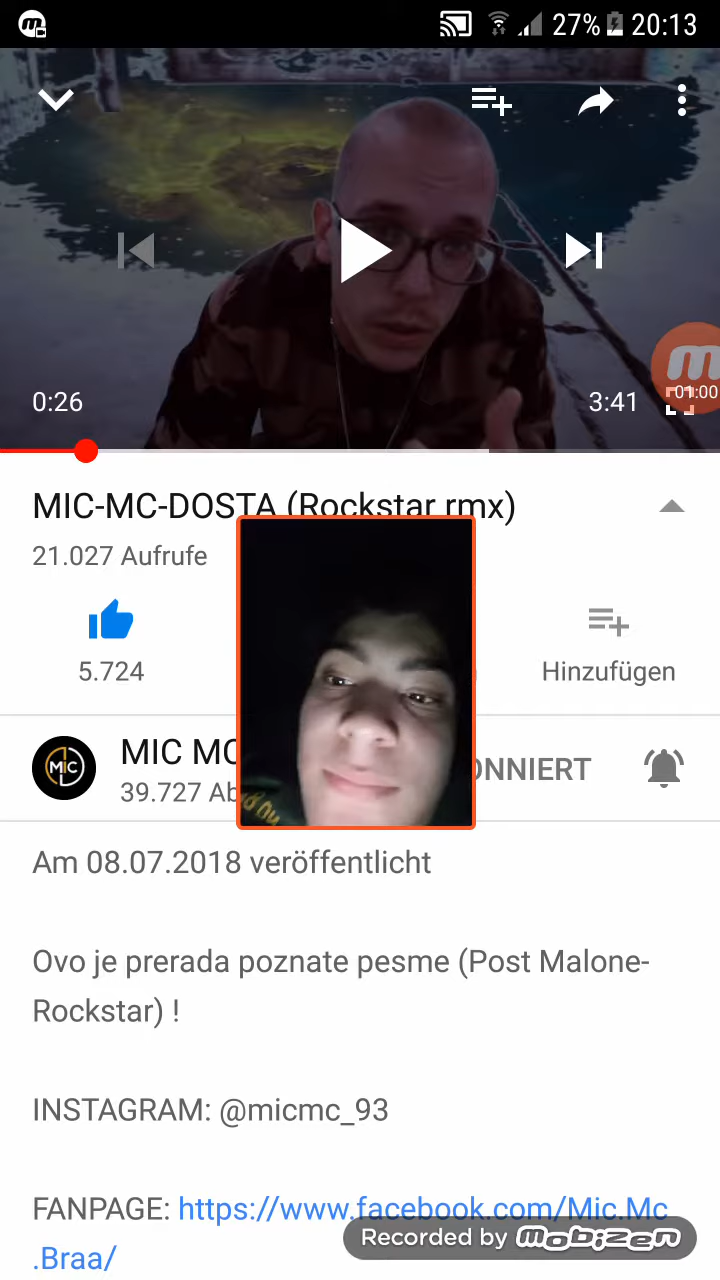 27% 20:13
0:26
3:41
01:00
MIC-MC-DOSTA (Rockstar rmx)
21.027 Aufrufe
5.724
Hinzufügen
MIC
MIC MC
39.727
ONNIERT
Am 08.07.2018 veröffentlicht
Ovo je prerada poznate pesme (Post Malone-
Rockstar) !
INSTAGRAM: @micmc_93
FANPAGE: https://www.facebook.com/Mic.Mc
.Braa/
Recorded by mobizen